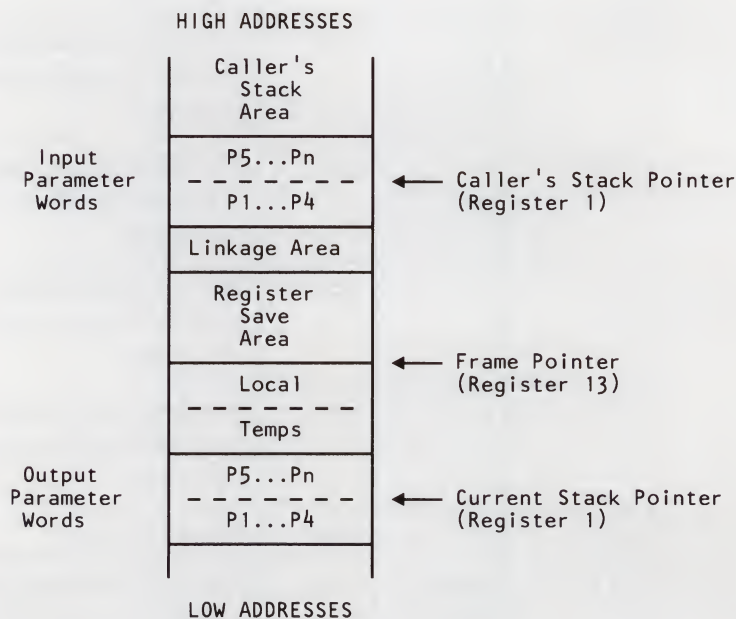 HIGH ADDRESSES
Caller's
Stack
Area
Input
Parameter
Words
P5...Pn
P1...P4
Caller's Stack Pointer
(Register 1)
Linkage Area
Register
Save
Area
Frame Pointer
(Register 13)
Local
Temps
Output
Parameter
Words
P5...Pn
P1...P4
Current Stack Pointer
(Register 1)
LOW ADDRESSES